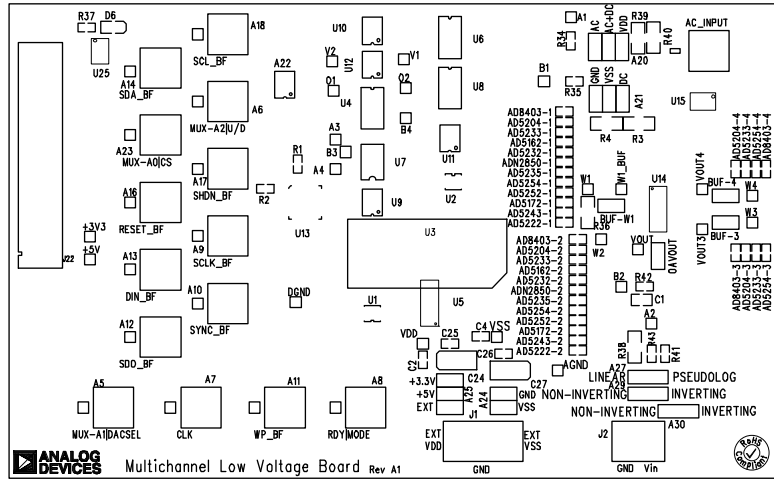 R37 D6
U25
A14
SDA_BF
A18
SCL_BF
A22
A6
MUX-A2|U/D
A23
MUX-A0|CS
A17
SHDN_BF
A16
RESET_BF
+3V3
+5V
J22
A9
SCLK_BF
A13
DIN_BF
A10
SYNC_BF
A12
SDO_BF
DGND
R1
R2
U13
U10
V2
U12
O1
U4
A3
B3
A4
U7
U9
U6
V1
U8
O2
B4
U11
U2
U3
U1
U5
VDD
C25
C4
VSS
C2
C26
C24
C27
+3.3V
+5V
EXT
A25
A24
GND
VSS
A1
R34
AC
AC+DC
VDD
R39
R40
A20
AC_INPUT
B1
R35
GND
VSS
DC
A21
U15
R4 R3
AD8403-1
AD5204-1
AD5233-1
AD5162-1
AD5232-1
ADN2850-1
AD5235-1
AD5254-1
AD5252-1
AD5172-1
AD5243-1
AD5222-1
W1
W1_BUF
BUF-W1
R36
W2
U14
VOUT
OAVOUT
AD5204-4
AD5233-4
AD5254-4
AD8403-4
VOUT4
BUF-4
W4
W3
BUF-3
VOUT3
AD8403-3
AD5204-3
AD5233-3
AD5254-3
AD8403-2
AD5204-2
AD5233-2
AD5162-2
AD5232-2
ADN2850-2
AD5235-2
AD5254-2
AD5252-2
AD5172-2
AD5243-2
AD5222-2
B2
R42
C1
A2
R38
R43
R41
AGND
A27
LINEAR PSEUDOLOG
A29
NON-INVERTING INVERTING
NON-INVERTING INVERTING
A30
A5
MUX-A1|DACSEL
A7
CLK
A11
WP_BF
A8
RDY|MODE
J1
EXT
VDD
EXT
VSS
GND
J2
GND Vin
ANALOG
DEVICES
Multichannel Low Voltage Board Rev A1
RoHS
Compliant